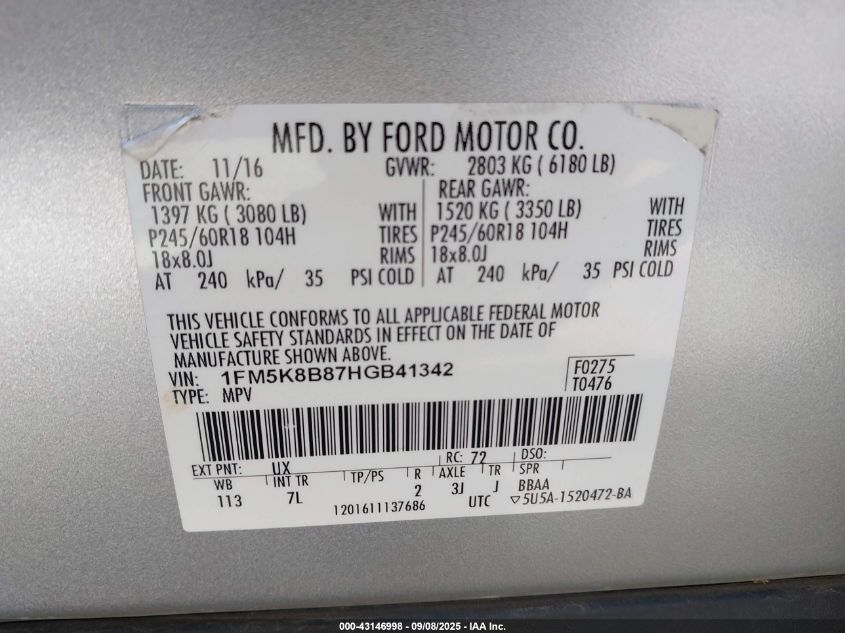 MFD. BY FORD MOTOR CO.
DATE: 11/16 GVWR: 2803 KG ( 6180 LB)
FRONT GAWR: REAR GAWR:
1397 KG ( 3080 LB) WITH 1520 KG ( 3350 LB) WITH
P245/60R18 104H TIRES P245/60R18 104H TIRES
18x8.0J RIMS 18x8.0J RIMS
AT 240 kPa/ 35 PSI COLD AT 240 kPa/ 35 PSI COLD
THIS VEHICLE CONFORMS TO ALL APPLICABLE FEDERAL MOTOR
VEHICLE SAFETY STANDARDS IN EFFECT ON THE DATE OF
MANUFACTURE SHOWN ABOVE.
VIN: 1FM5K8B87HGB41342 F0275
TYPE: MPV T0476
EXT PNT: UX RC: 72 DSO:
WB INT TR TP/PS R AXLE TR SPR
113 7L 2 3J J BBAA
1201611137686 UTC ▽5U5A-1520472-BA
000-43146998 - 09/08/2025 - IAA Inc.